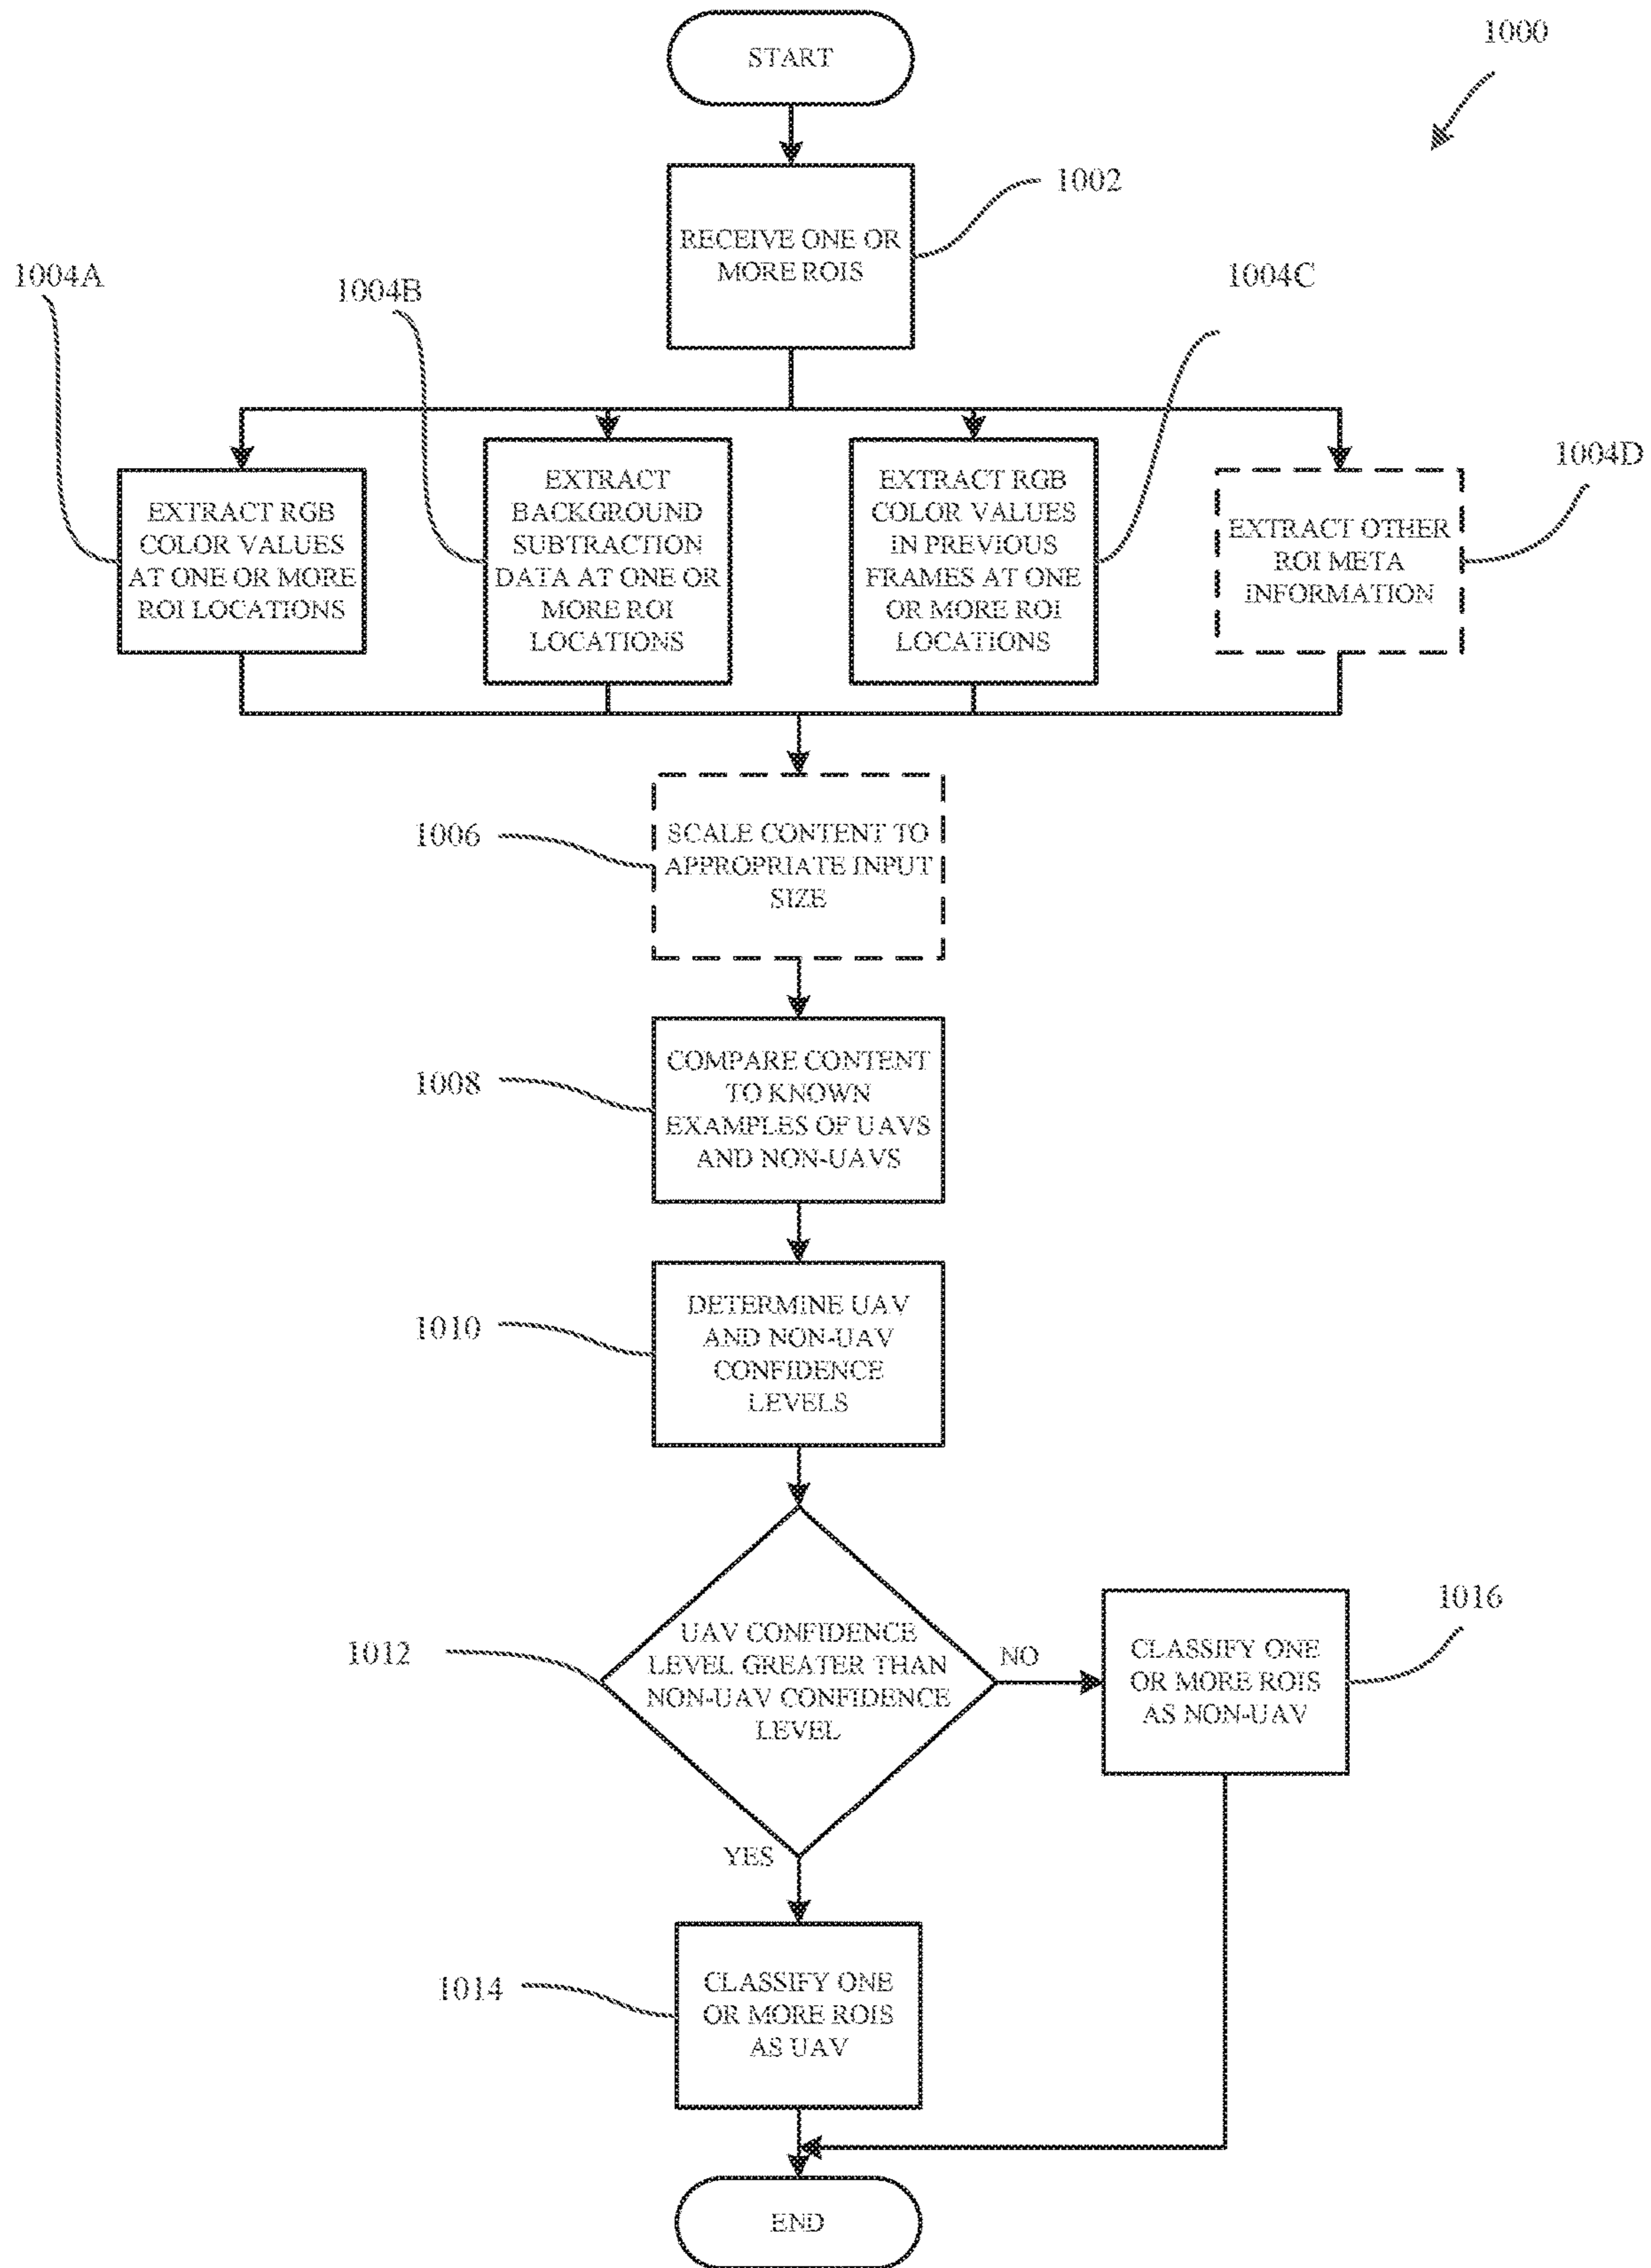 START
1000
1002
RECEIVE ONE OR
MORE ROIS
1004A
1004B
1004C
1004D
EXTRACT RGB
COLOR VALUES
AT ONE OR MORE
ROI LOCATIONS
EXTRACT
BACKGROUND
SUBTRACTION
DATA AT ONE OR
MORE ROI
LOCATIONS
EXTRACT RGB
COLOR VALUES
IN PREVIOUS
FRAMES AT ONE
OR MORE ROI
LOCATIONS
EXTRACT OTHER
ROI META
INFORMATION
1006
SCALE CONTENT TO
APPROPRIATE INPUT
SIZE
1008
COMPARE CONTENT
TO KNOWN
EXAMPLES OF UAVS
AND NON-UAVS
1010
DETERMINE UAV
AND NON-UAV
CONFIDENCE
LEVELS
1012
UAV CONFIDENCE
LEVEL GREATER THAN
NON-UAV CONFIDENCE
LEVEL
NO
1016
CLASSIFY ONE
OR MORE ROIS
AS NON-UAV
YES
1014
CLASSIFY ONE
OR MORE ROIS
AS UAV
END